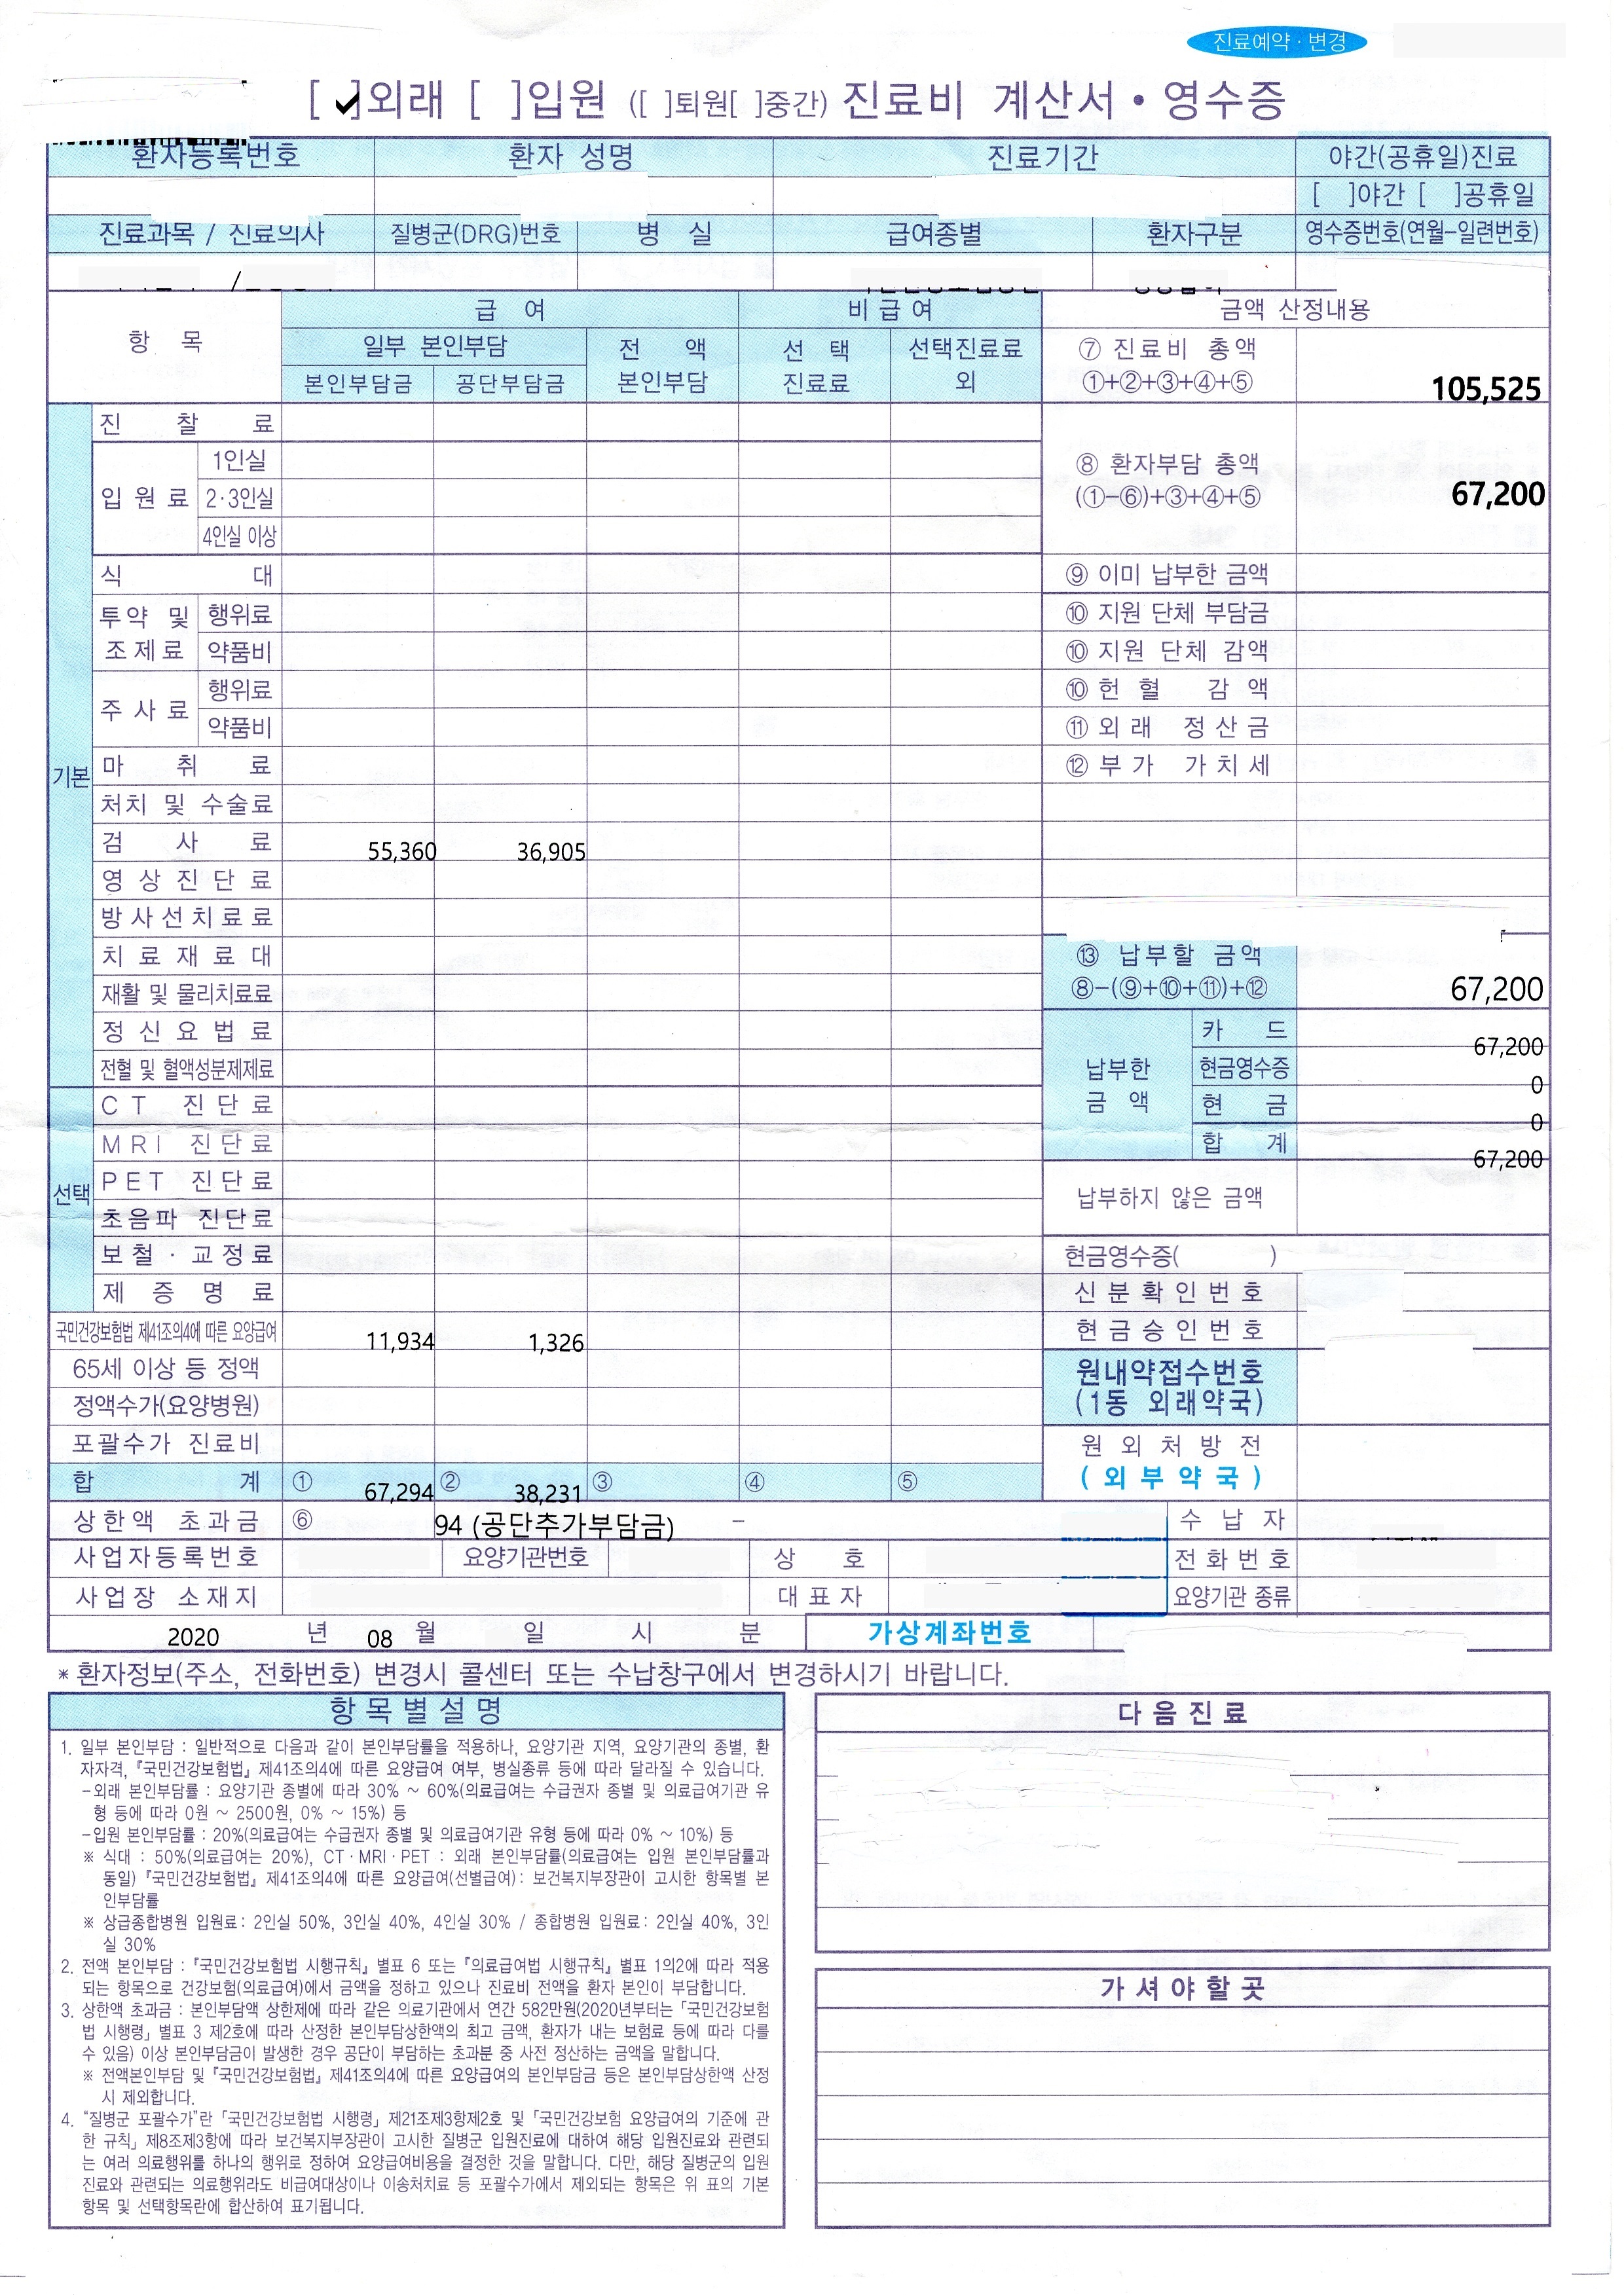 진료예약 · 변경
[✓]외래 [ ]입원 ([ ]퇴원[ ]중간) 진료비 계산서 • 영수증
환자등록번호 환자 성명 진료기간 야간(공휴일)진료
[ ]야간 [ ]공휴일
진료과목 / 진료의사 질병군(DRG)번호 병 실 급여종별 환자구분 영수증번호(연월-일련번호)
/
항 목 급 여 비 급 여 금액 산정내용
일부 본인부담 전 액 본인부담 선 택 진료료 선택진료료 외 ⑦ 진료비 총액
본인부담금 공단부담금 ①+②+③+④+⑤ 105,525
기본
진 찰 료
입 원 료 1인실 ⑧ 환자부담 총액
2·3인실 (①-⑥)+③+④+⑤ 67,200
4인실 이상
식 대 ⑨ 이미 납부한 금액
투약 및 조제료 행위료 ⑩ 지원 단체 부담금
약품비 ⑩ 지원 단체 감액
주 사 료 행위료 ⑩ 헌 혈 감 액
약품비 ⑪ 외 래 정 산 금
마 취 료 ⑫ 부 가 가 치 세
처치 및 수술료
검 사 료 55,360 36,905
영 상 진 단 료
방 사 선 치 료 료
치 료 재 료 대 ⑬ 납부할 금액
재활 및 물리치료료 ⑧-(⑨+⑩+⑪)+⑫ 67,200
정 신 요 법 료 납부한 금 액 카 드 67,200
전혈 및 혈액성분제제료 현금영수증 0
선택
C T 진 단 료 현 금 0
M R I 진 단 료 합 계 67,200
P E T 진 단 료 납부하지 않은 금액
초음파 진단료
보 철 · 교 정 료 현금영수증( )
제 증 명 료 신 분 확 인 번 호
국민건강보험법 제41조의4에 따른 요양급여 11,934 1,326 현 금 승 인 번 호
65세 이상 등 정액 원내약접수번호
정액수가(요양병원) (1동 외래약국)
포괄수가 진료비 원 외 처 방 전
합 계 ① 67,294 ② 38,231 ③ ④ ⑤ ( 외 부 약 국 )
상한액 초과금 ⑥ 94 (공단추가부담금) - 수 납 자
사업자등록번호 요양기관번호 상 호 전 화 번 호
사업장 소재지 대 표 자 요양기관 종류
2020 년 08 월 일 시 분 가상계좌번호
* 환자정보(주소, 전화번호) 변경시 콜센터 또는 수납창구에서 변경하시기 바랍니다.
항 목 별 설 명
1. 일부 본인부담 : 일반적으로 다음과 같이 본인부담률을 적용하나, 요양기관 지역, 요양기관의 종별, 환
자자격, 『국민건강보험법』 제41조의4에 따른 요양급여 여부, 병실종류 등에 따라 달라질 수 있습니다.
-외래 본인부담률 : 요양기관 종별에 따라 30% ~ 60%(의료급여는 수급권자 종별 및 의료급여기관 유
형 등에 따라 0원 ~ 2500원, 0% ~ 15%) 등
-입원 본인부담률 : 20%(의료급여는 수급권자 종별 및 의료급여기관 유형 등에 따라 0% ~ 10%) 등
※ 식대 : 50%(의료급여는 20%), CT · MRI · PET : 외래 본인부담률(의료급여는 입원 본인부담률과
동일) 『국민건강보험법』 제41조의4에 따른 요양급여(선별급여): 보건복지부장관이 고시한 항목별 본
인부담률
※ 상급종합병원 입원료: 2인실 50%, 3인실 40%, 4인실 30% / 종합병원 입원료: 2인실 40%, 3인
실 30%
2. 전액 본인부담 : 『국민건강보험법 시행규칙』 별표 6 또는 『의료급여법 시행규칙』 별표 1의2에 따라 적용
되는 항목으로 건강보험(의료급여)에서 금액을 정하고 있으나 진료비 전액을 환자 본인이 부담합니다.
3. 상한액 초과금 : 본인부담액 상한제에 따라 같은 의료기관에서 연간 582만원(2020년부터는 「국민건강보험
법 시행령」 별표 3 제2호에 따라 산정한 본인부담상한액의 최고 금액, 환자가 내는 보험료 등에 따라 다를
수 있음) 이상 본인부담금이 발생한 경우 공단이 부담하는 초과분 중 사전 정산하는 금액을 말합니다.
※ 전액본인부담 및 『국민건강보험법』 제41조의4에 따른 요양급여의 본인부담금 등은 본인부담상한액 산정
시 제외합니다.
4. “질병군 포괄수가”란 「국민건강보험법 시행령」 제21조제3항제2호 및 「국민건강보험 요양급여의 기준에 관
한 규칙」 제8조제3항에 따라 보건복지부장관이 고시한 질병군 입원진료에 대하여 해당 입원진료와 관련되
는 여러 의료행위를 하나의 행위로 정하여 요양급여비용을 결정한 것을 말합니다. 다만, 해당 질병군의 입원
진료와 관련되는 의료행위라도 비급여대상이나 이송처치료 등 포괄수가에서 제외되는 항목은 위 표의 기본
항목 및 선택항목란에 합산하여 표기됩니다.
다 음 진 료
가 셔 야 할 곳